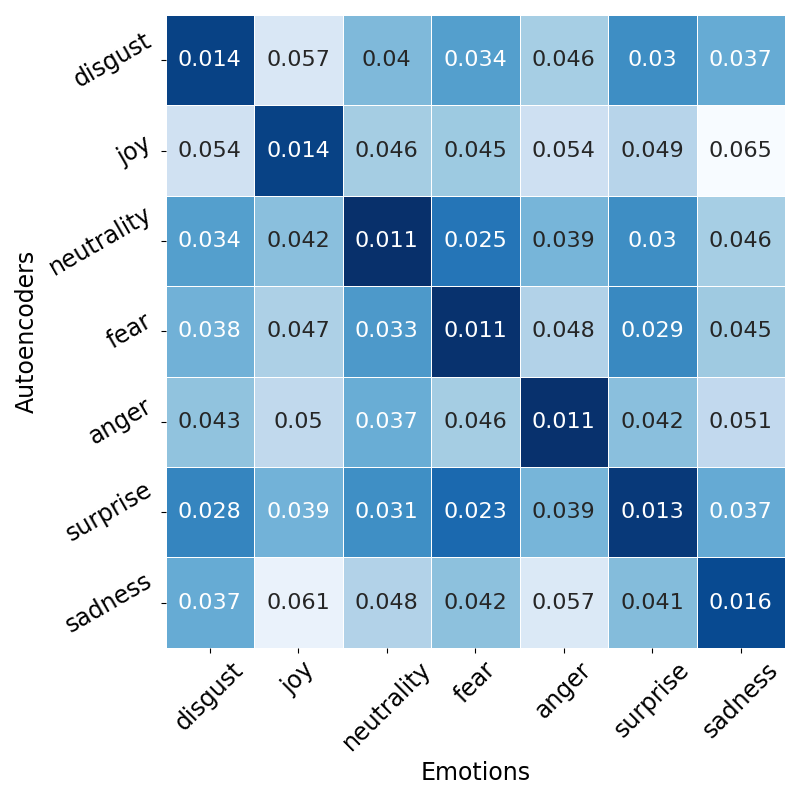 disgust 0.014 0.057 0.04 0.034 0.046 0.03 0.037
joy 0.054 0.014 0.046 0.045 0.054 0.049 0.065
neutrality 0.034 0.042 0.011 0.025 0.039 0.03 0.046
fear 0.038 0.047 0.033 0.011 0.048 0.029 0.045
anger 0.043 0.05 0.037 0.046 0.011 0.042 0.051
surprise 0.028 0.039 0.031 0.023 0.039 0.013 0.037
sadness 0.037 0.061 0.048 0.042 0.057 0.041 0.016
Autoencoders
disgust joy neutrality fear anger surprise sadness
Emotions